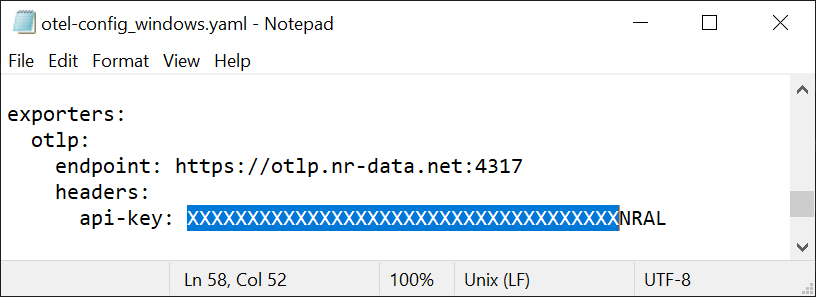 otel-config_windows.yaml - Notepad
File Edit Format View Help
exporters:
otlp:
endpoint: https://otlp.nr-data.net:4317
headers:
api-key: XXXXXXXXXXXXXXXXXXXXXXXXXXXXXXXXXXXXNRAL
Ln 58, Col 52 100% Unix (LF) UTF-8